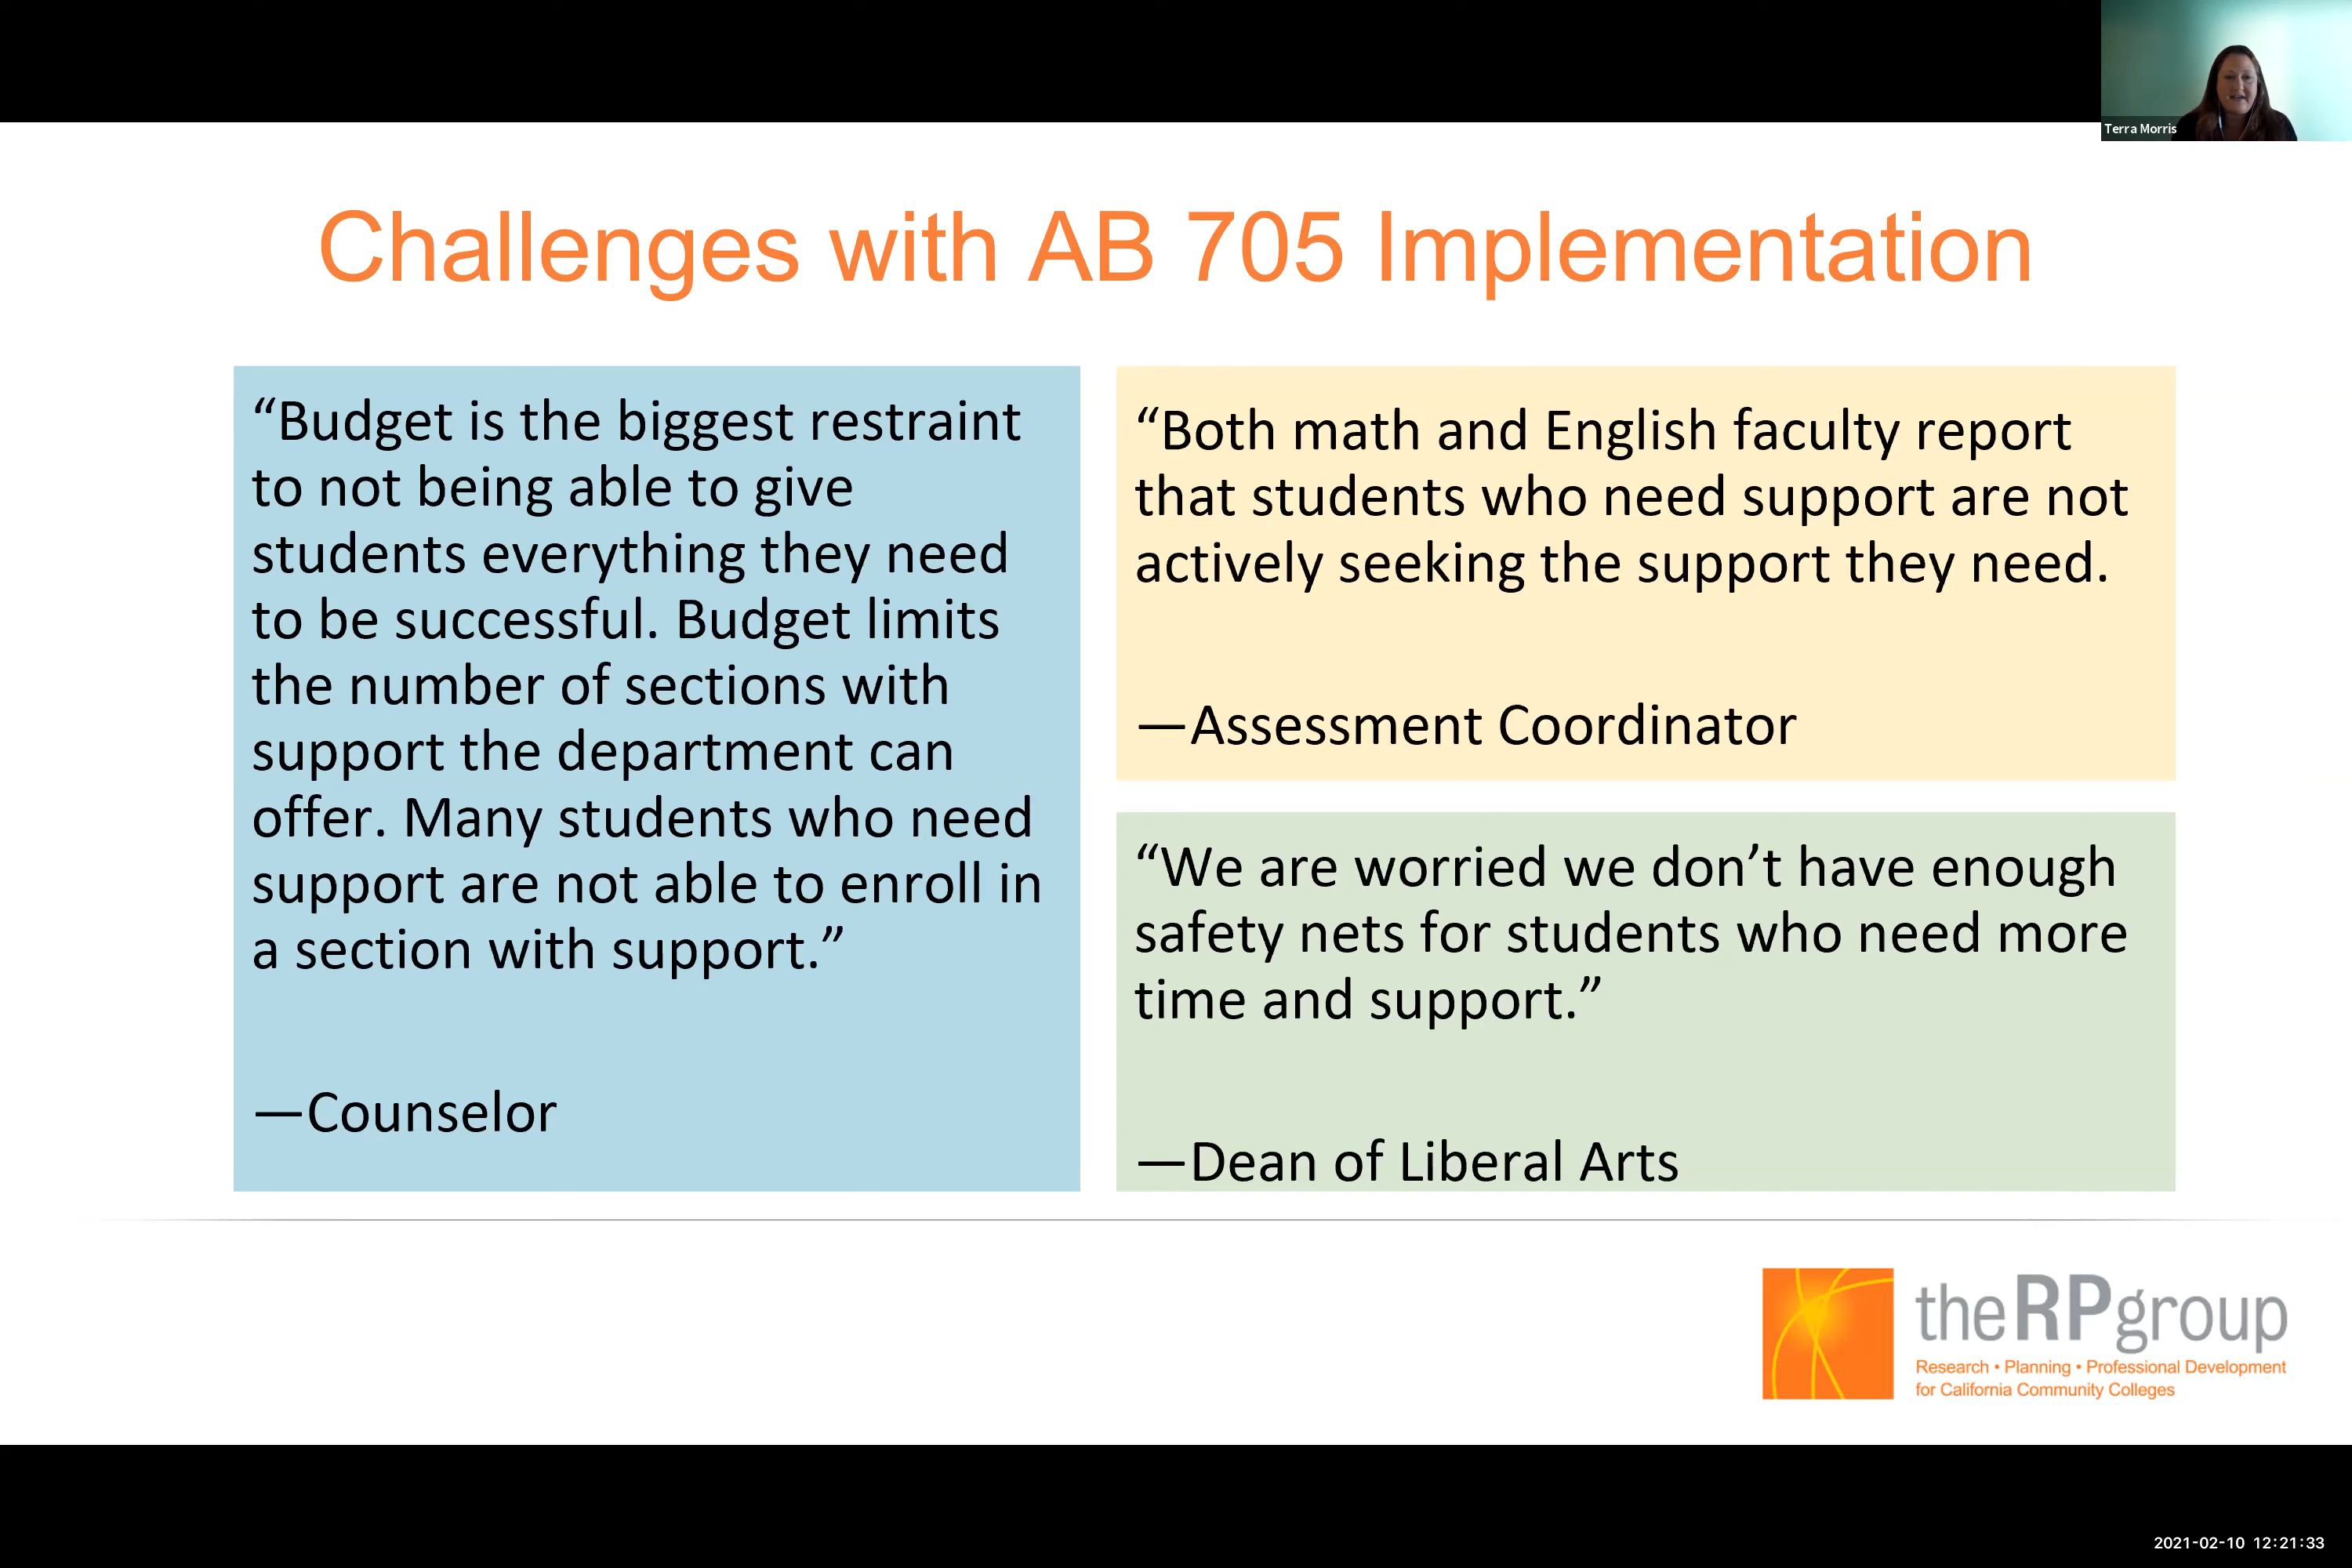 Terra Morris
Challenges with AB 705 Implementation
“Budget is the biggest restraint
to not being able to give
students everything they need
to be successful. Budget limits
the number of sections with
support the department can
offer. Many students who need
support are not able to enroll in
a section with support.”
—Counselor
“Both math and English faculty report
that students who need support are not
actively seeking the support they need.
—Assessment Coordinator
“We are worried we don’t have enough
safety nets for students who need more
time and support.”
—Dean of Liberal Arts
theRPgroup
Research • Planning • Professional Development
for California Community Colleges
2021-02-10 12:21:33